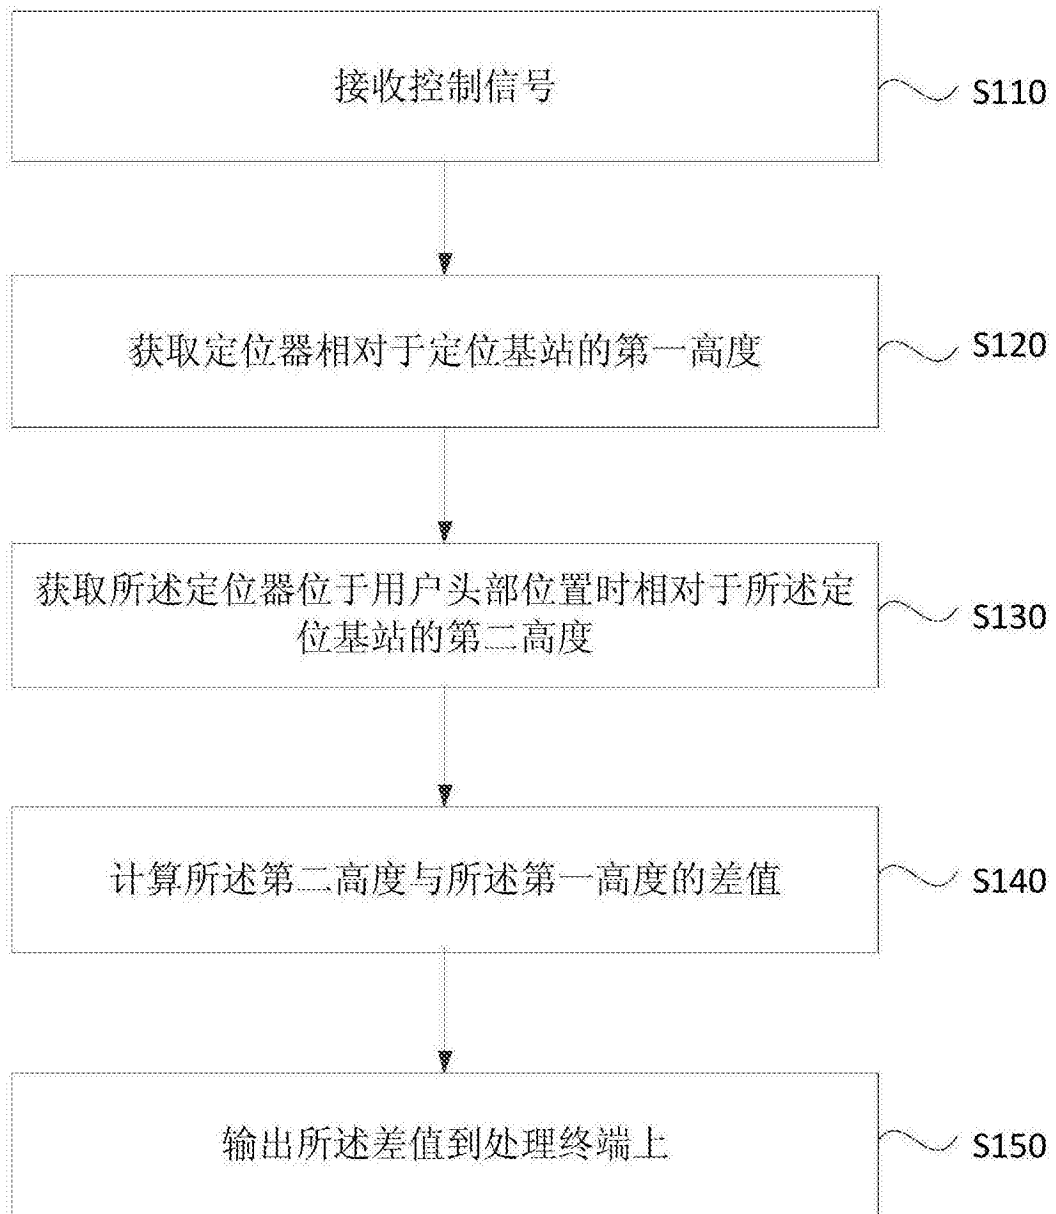 接收控制信号
S110
获取定位器相对于定位基站的第一高度
S120
获取所述定位器位于用户头部位置时相对于所述定
位基站的第二高度
S130
计算所述第二高度与所述第一高度的差值
S140
输出所述差值到处理终端上
S150